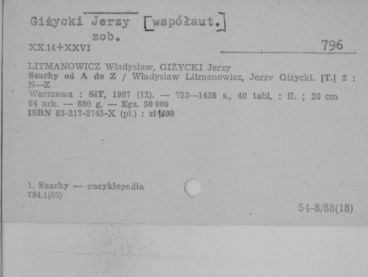 Giżycki Jerzy [współaut.]
zob.
XX.14+XXVI
796
LITMANOWICZ Władysław, GIŻYCKI Jerzy
Szachy od A do Z / Władysław Litmanowicz, Jerzy Giżycki. [T.] 2 :
N—Z
Warszawa : SiT, 1987 (12). — 753—1438 s., 40 tabl. : il. ; 20 cm
64 ark. — 880 g. — Egz. 50 000
ISBN 83-217-2745-X (pł.) : zł 1400
1. Szachy — encyklopedia
794.1(03)
54-8/88(18)